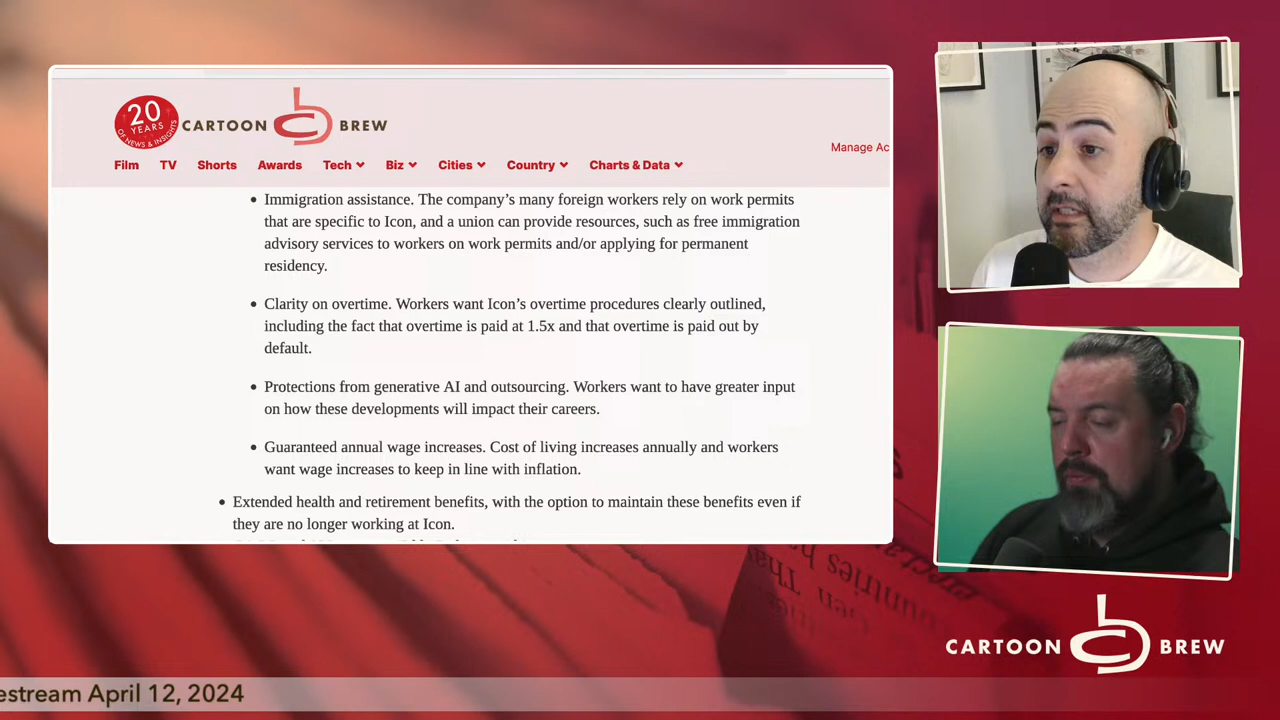 20
YEARS
OF NEWS & INSIGHTS
CARTOON BREW
Manage Ac
Film TV Shorts Awards Tech Biz Cities Country Charts & Data
• Immigration assistance. The company’s many foreign workers rely on work permits
that are specific to Icon, and a union can provide resources, such as free immigration
advisory services to workers on work permits and/or applying for permanent
residency.
• Clarity on overtime. Workers want Icon’s overtime procedures clearly outlined,
including the fact that overtime is paid at 1.5x and that overtime is paid out by
default.
• Protections from generative AI and outsourcing. Workers want to have greater input
on how these developments will impact their careers.
• Guaranteed annual wage increases. Cost of living increases annually and workers
want wage increases to keep in line with inflation.
• Extended health and retirement benefits, with the option to maintain these benefits even if
they are no longer working at Icon.
CARTOON BREW
estream April 12, 2024